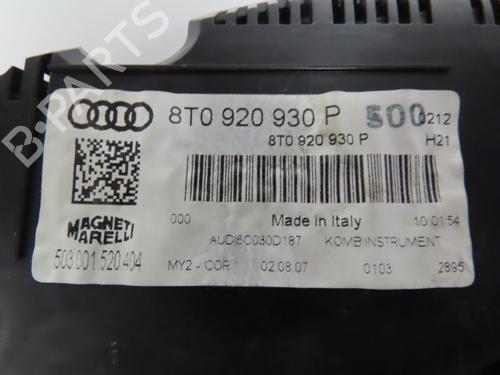 8T0 920 930 P 500 0212
8T0 920 930 P H21
MAGNETI MARELLI
000 Made in Italy 10:01:54
AUDI6C030D187 KOMBIINSTRUMENT
503.001.520.404
MY2 - COR 02.08.07 0103 2895
B-PARTS